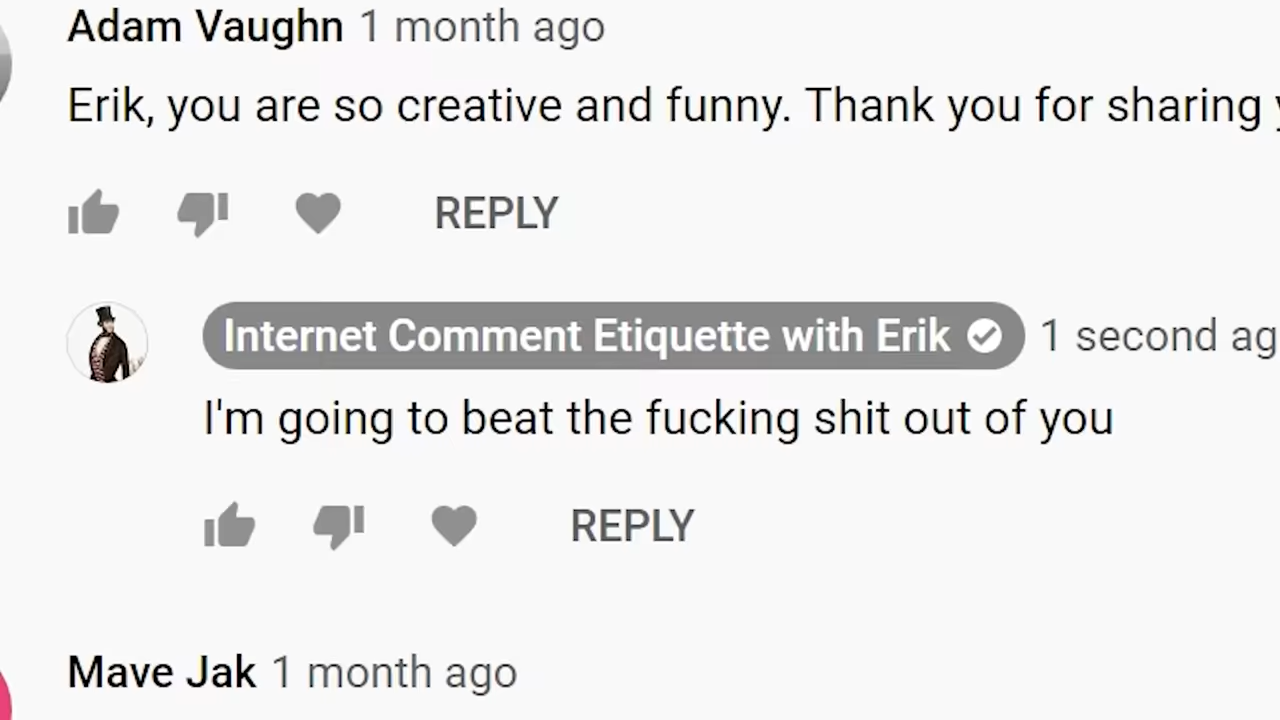 Adam Vaughn 1 month ago
Erik, you are so creative and funny. Thank you for sharing
REPLY
Internet Comment Etiquette with Erik 1 second ag
I'm going to beat the fucking shit out of you
REPLY
Mave Jak 1 month ago